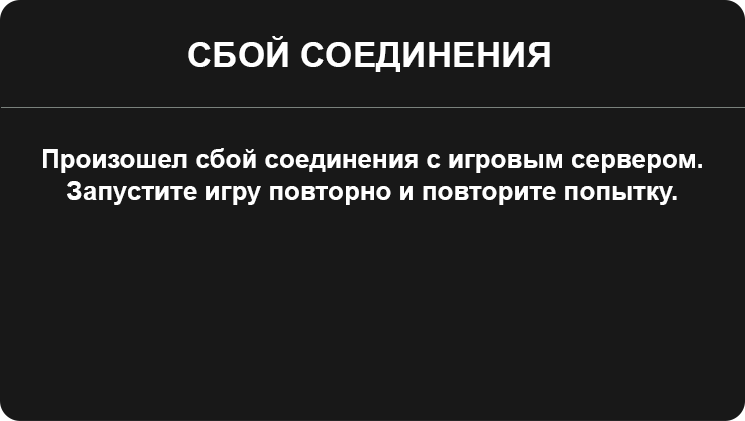 СБОЙ СОЕДИНЕНИЯ
Произошел сбой соединения с игровым сервером.
Запустите игру повторно и повторите попытку.